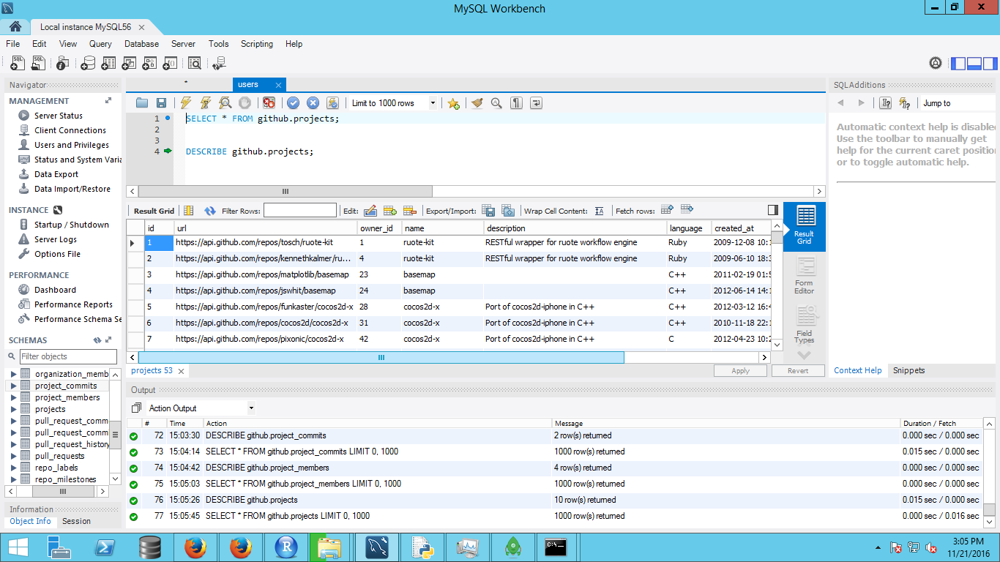 MySQL Workbench
Local instance MySQL56
File Edit View Query Database Server Tools Scripting Help
Navigator
MANAGEMENT
Server Status
Client Connections
Users and Privileges
Status and System Varia
Data Export
Data Import/Restore
INSTANCE
Startup / Shutdown
Server Logs
Options File
PERFORMANCE
Dashboard
Performance Reports
Performance Schema Se
SCHEMAS
Filter objects
organization_memb
project_commits
project_members
projects
pull_request_comm
pull_request_commi
pull_request_history
pull_requests
repo_labels
repo_milestones
Information
Object Info Session
users
Limit to 1000 rows
1 SELECT * FROM github.projects;
2
3
4 DESCRIBE github.projects;
Result Grid Filter Rows: Edit: Export/Import: Wrap Cell Content: Fetch rows:
id url owner_id name description language created_at
1 https://api.github.com/repos/tosch/ruote-kit 1 ruote-kit RESTful wrapper for ruote workflow engine Ruby 2009-12-08 10:1
2 https://api.github.com/repos/kennethkalmer/ru... 4 ruote-kit RESTful wrapper for ruote workflow engine Ruby 2009-06-10 18:3
3 https://api.github.com/repos/matplotlib/basemap 23 basemap C++ 2011-02-19 01:5
4 https://api.github.com/repos/jswhit/basemap 24 basemap C++ 2012-06-14 14:1
5 https://api.github.com/repos/funkaster/cocos2d-x 28 cocos2d-x Port of cocos2d-iphone in C++ C++ 2012-03-12 16:4
6 https://api.github.com/repos/cocos2d/cocos2d-x 31 cocos2d-x Port of cocos2d-iphone in C++ C++ 2010-11-18 22:1
7 https://api.github.com/repos/pixonic/cocos2d-x 42 cocos2d-x Port of cocos2d-iphone in C++ C 2012-04-23 10:2
Result
Grid
Form
Editor
Field
Types
projects 53
Apply Revert
SQLAdditions
Jump to
Automatic context help is disabled
Use the toolbar to manually get
help for the current caret position
or to toggle automatic help.
Context Help Snippets
Output
Action Output
# Time Action Message Duration / Fetch
72 15:03:30 DESCRIBE github.project_commits 2 row(s) returned 0.000 sec / 0.000 sec
73 15:04:14 SELECT * FROM github.project_commits LIMIT 0, 1000 1000 row(s) returned 0.015 sec / 0.000 sec
74 15:04:42 DESCRIBE github.project_members 4 row(s) returned 0.000 sec / 0.000 sec
75 15:05:03 SELECT * FROM github.project_members LIMIT 0, 1000 1000 row(s) returned 0.000 sec / 0.000 sec
76 15:05:26 DESCRIBE github.projects 10 row(s) returned 0.015 sec / 0.000 sec
77 15:05:45 SELECT * FROM github.projects LIMIT 0, 1000 1000 row(s) returned 0.000 sec / 0.016 sec
3:05 PM
11/21/2016